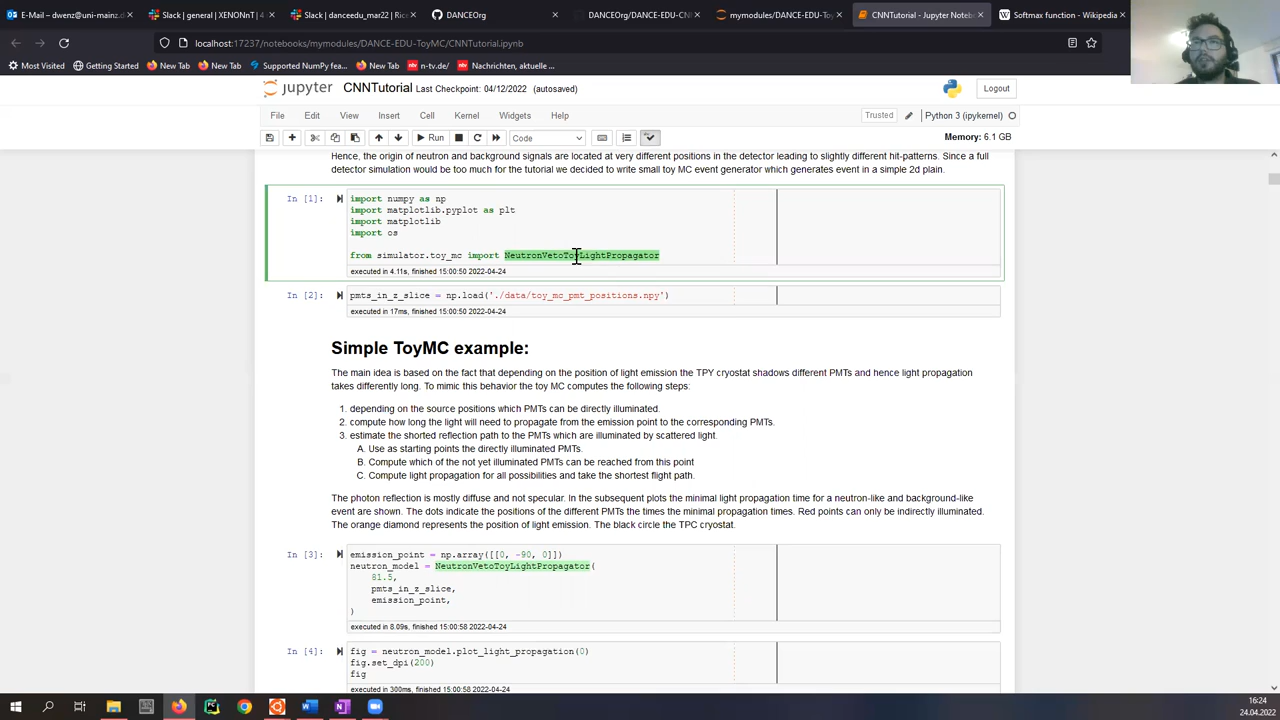 E-Mail – dwenz@uni-mainz.d
Slack | general | XENONnT | 4
Slack | danceedu_mar22 | Ric
DANCEOrg
DANCEOrg/DANCE-EDU-CN
mymodules/DANCE-EDU-Toy
CNNTutorial - Jupyter Noteb
Softmax function – Wikipedia
localhost:17237/notebooks/mymodules/DANCE-EDU-ToyMC/CNNTutorial.ipynb
Most Visited
Getting Started
New Tab
New Tab
Supported NumPy fea
New Tab
n-tv.de/
Nachrichten, aktuelle ...
jupyter CNNTutorial Last Checkpoint: 04/12/2022 (autosaved)
Logout
File Edit View Insert Cell Kernel Widgets Help
Trusted
Python 3 (ipykernel)
Run
Code
Memory: 6.1 GB
Hence, the origin of neutron and background signals are located at very different positions in the detector leading to slightly different hit-patterns. Since a full
detector simulation would be too much for the tutorial we decided to write small toy MC event generator which generates event in a simple 2d plain.
In [1]:
import numpy as np
import matplotlib.pyplot as plt
import matplotlib
import os
from simulator.toy_mc import NeutronVetoToyLightPropagator
executed in 4.11s, finished 15:00:50 2022-04-24
In [2]:
pmts_in_z_slice = np.load('./data/toy_mc_pmt_positions.npy')
executed in 17ms, finished 15:00:50 2022-04-24
Simple ToyMC example:
The main idea is based on the fact that depending on the position of light emission the TPY cryostat shadows different PMTs and hence light propagation
takes differently long. To mimic this behavior the toy MC computes the following steps:
1. depending on the source positions which PMTs can be directly illuminated.
2. compute how long the light will need to propagate from the emission point to the corresponding PMTs.
3. estimate the shorted reflection path to the PMTs which are illuminated by scattered light.
A. Use as starting points the directly illuminated PMTs.
B. Compute which of the not yet illuminated PMTs can be reached from this point
C. Compute light propagation for all possibilities and take the shortest flight path.
The photon reflection is mostly diffuse and not specular. In the subsequent plots the minimal light propagation time for a neutron-like and background-like
event are shown. The dots indicate the positions of the different PMTs the times the minimal propagation times. Red points can only be indirectly illuminated.
The orange diamond represents the position of light emission. The black circle the TPC cryostat.
In [3]:
emission_point = np.array([[0, -90, 0]])
neutron_model = NeutronVetoToyLightPropagator(
81.5,
pmts_in_z_slice,
emission_point,
)
executed in 8.09s, finished 15:00:58 2022-04-24
In [4]:
fig = neutron_model.plot_light_propagation(0)
fig.set_dpi(200)
fig
executed in 300ms, finished 15:00:58 2022-04-24
16:24
24.04.2022